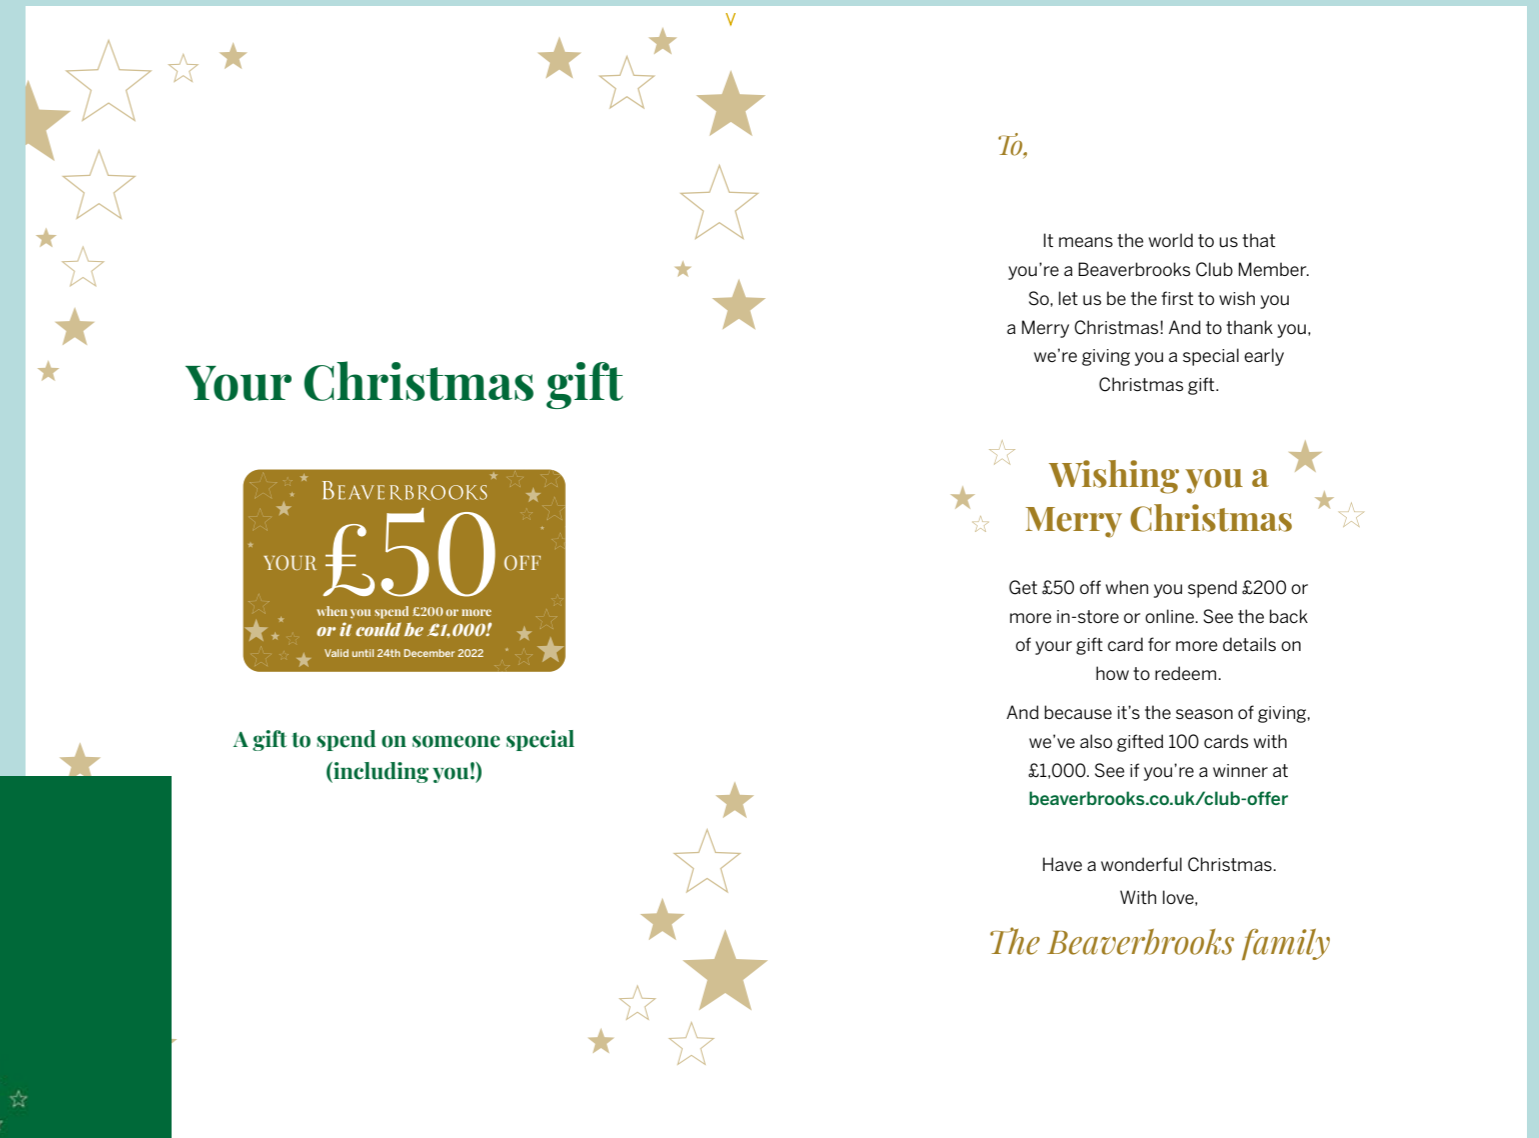 Your Christmas gift
BEAVERBROOKS
YOUR £50 OFF
when you spend £200 or more
or it could be £1,000!
Valid until 24th December 2022
A gift to spend on someone special
(including you!)
To,
It means the world to us that
you're a Beaverbrooks Club Member.
So, let us be the first to wish you
a Merry Christmas! And to thank you,
we're giving you a special early
Christmas gift.
Wishing you a
Merry Christmas
Get £50 off when you spend £200 or
more in-store or online. See the back
of your gift card for more details on
how to redeem.
And because it's the season of giving,
we've also gifted 100 cards with
£1,000. See if you're a winner at
beaverbrooks.co.uk/club-offer
Have a wonderful Christmas.
With love,
The Beaverbrooks family